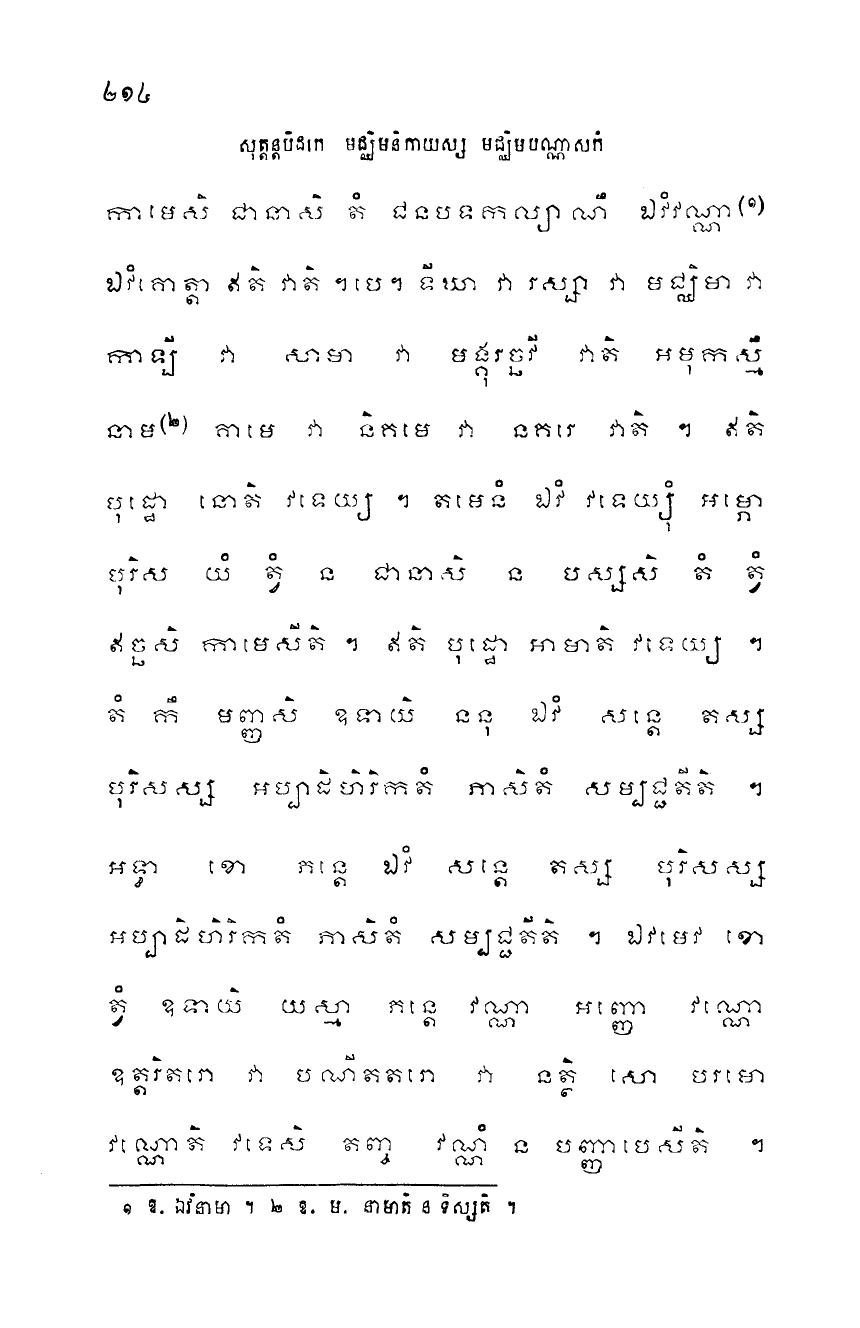 ២១៤
សុត្តន្តបិដកេ មជ្ឈិមនិកាយស្ស មជ្ឈិមបណ្ណាសកំ
កាមេសិ ជានាសិ តំ ជនបទកល្យាណឹ ឯវំវណ្ណា(១)
ឯវំគោត្តា ឥតិ វាតិ ។បេ។ ទីឃា វា រស្សា វា មជ្ឈិមា វា
កាឡី វា សាមា វា មង្គុរច្ឆវី វាតិ អមុកស្មឹ
នាម(២) គាមេ វា និគមេ វា នគរេ វាតិ ។ ឥតិ
បុដ្ឋោ នោតិ វទេយ្យ ។ តមេនំ ឯវំ វទេយ្យុំ អម្ភោ
បុរិស យំ ត្វំ ន ជានាសិ ន បស្សសិ តំ ត្វំ
ឥច្ឆសិ កាមេសីតិ ។ ឥតិ បុដ្ឋោ អាមាតិ វទេយ្យ ។
តំ កឹ មញ្ញសិ ឧទាយិ ននុ ឯវំ សន្តេ តស្ស
បុរិសស្ស អប្បាដិហិរិកតំ ភាសិតំ សម្បជ្ជតីតិ ។
អទ្ធា ខោ ភន្តេ ឯវំ សន្តេ តស្ស បុរិសស្ស
អប្បាដិហិរិកតំ ភាសិតំ សម្បជ្ជតីតិ ។ ឯវមេវ ខោ
ត្វំ ឧទាយិ យស្មា ភន្តេ វណ្ណា អញ្ញោ វណ្ណោ
ឧត្តរិតរោ វា បណីតតរោ វា នត្ថិ សោ បរមោ
វណ្ណោតិ វទេសិ តញ្ច វណ្ណំ ន បញ្ញាបេសីតិ ។
១ ឱ. ឯវំនាមា ។ ២ ឱ. ម. នាមាតិ ន ទិស្សតិ ។